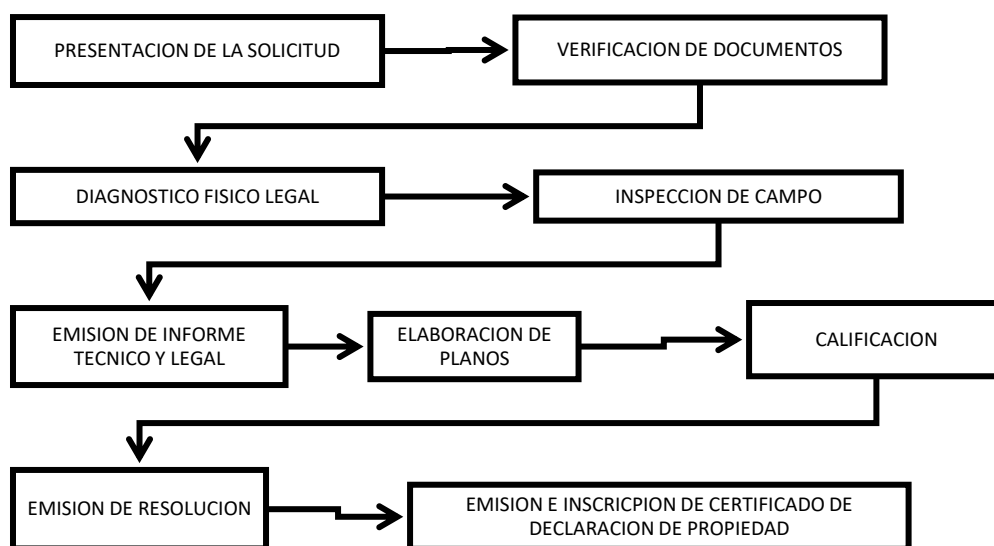 PRESENTACION DE LA SOLICITUD
VERIFICACION DE DOCUMENTOS
DIAGNOSTICO FISICO LEGAL
INSPECCION DE CAMPO
EMISION DE INFORME
TECNICO Y LEGAL
ELABORACION DE
PLANOS
CALIFICACION
EMISION DE RESOLUCION
EMISION E INSCRICPION DE CERTIFICADO DE
DECLARACION DE PROPIEDAD